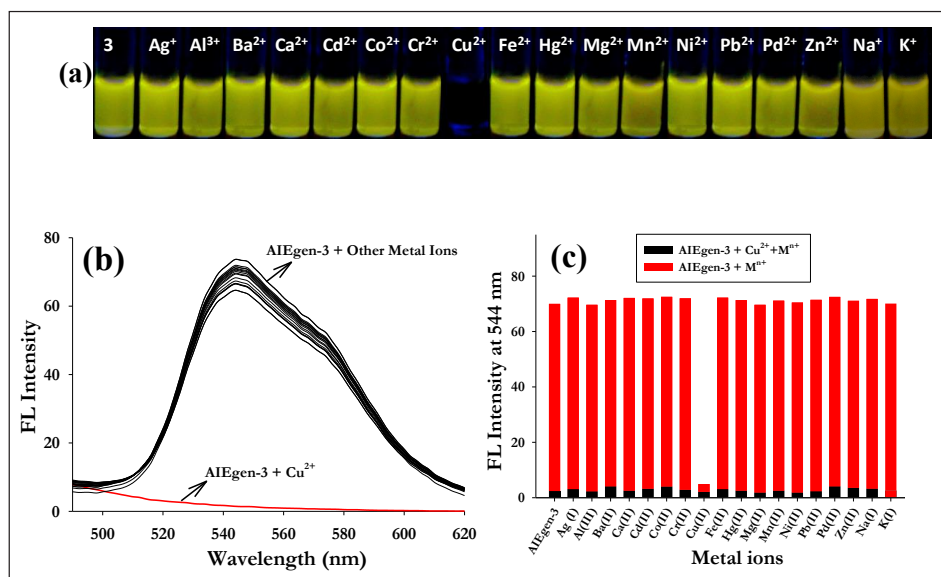 3 Ag⁺ Al³⁺ Ba²⁺ Ca²⁺ Cd²⁺ Co²⁺ Cr²⁺ Cu²⁺ Fe²⁺ Hg²⁺ Mg²⁺ Mn²⁺ Ni²⁺ Pb²⁺ Pd²⁺ Zn²⁺ Na⁺ K⁺
(a)
(b)
FL Intensity
80
60
40
20
0
AIEgen-3 + Other Metal Ions
AIEgen-3 + Cu²⁺
500 520 540 560 580 600 620
Wavelength (nm)
(c)
AIEgen-3 + Cu²⁺+Mⁿ⁺
AIEgen-3 + Mⁿ⁺
FL Intensity at 544 nm
80
60
40
20
0
AIEgen-3 Ag (I) Al(III) Ba(II) Ca(II) Cd(II) Co(II) Cr(II) Cu(II) Fe(II) Hg(II) Mg(II) Mn(II) Ni(II) Pb(II) Pd(II) Zn(II) Na(I) K(I)
Metal ions